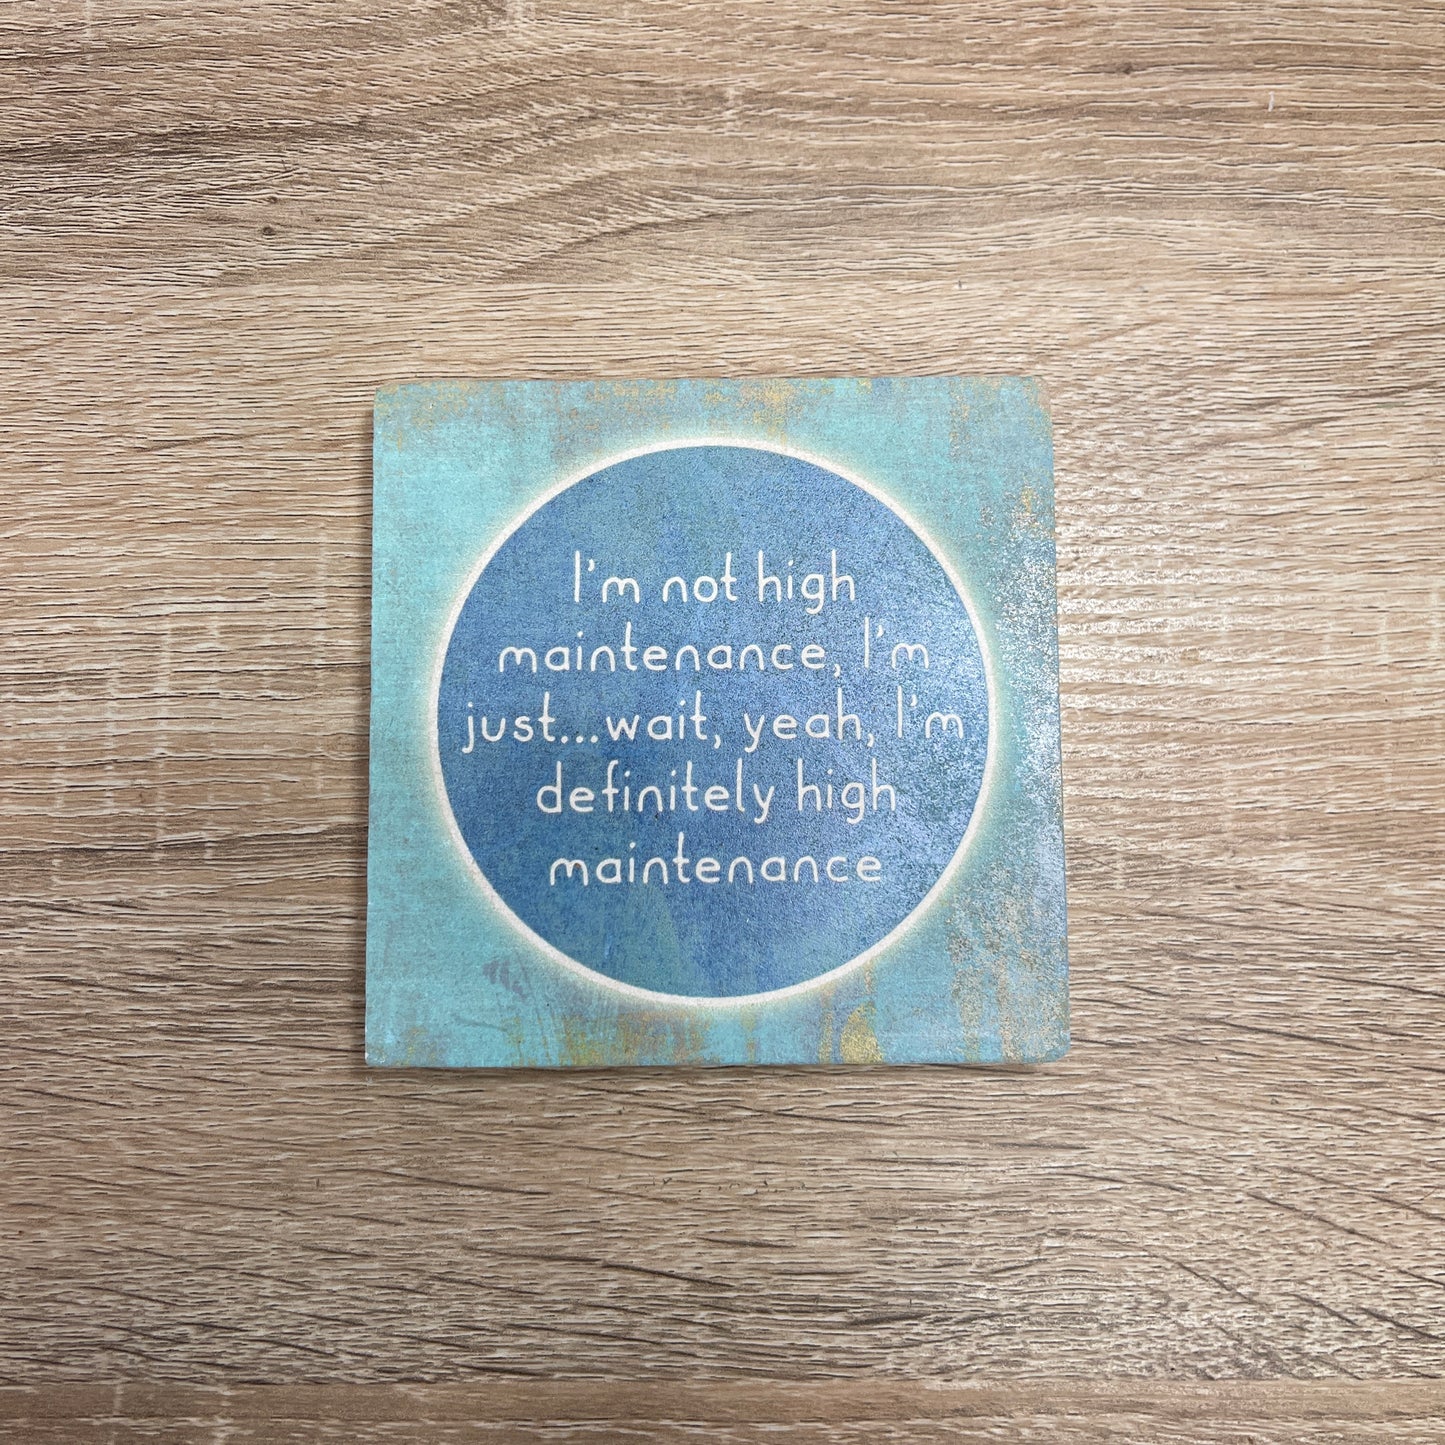 I'm not high
maintenance, I'm
just...wait, yeah, I'm
definitely high
maintenance